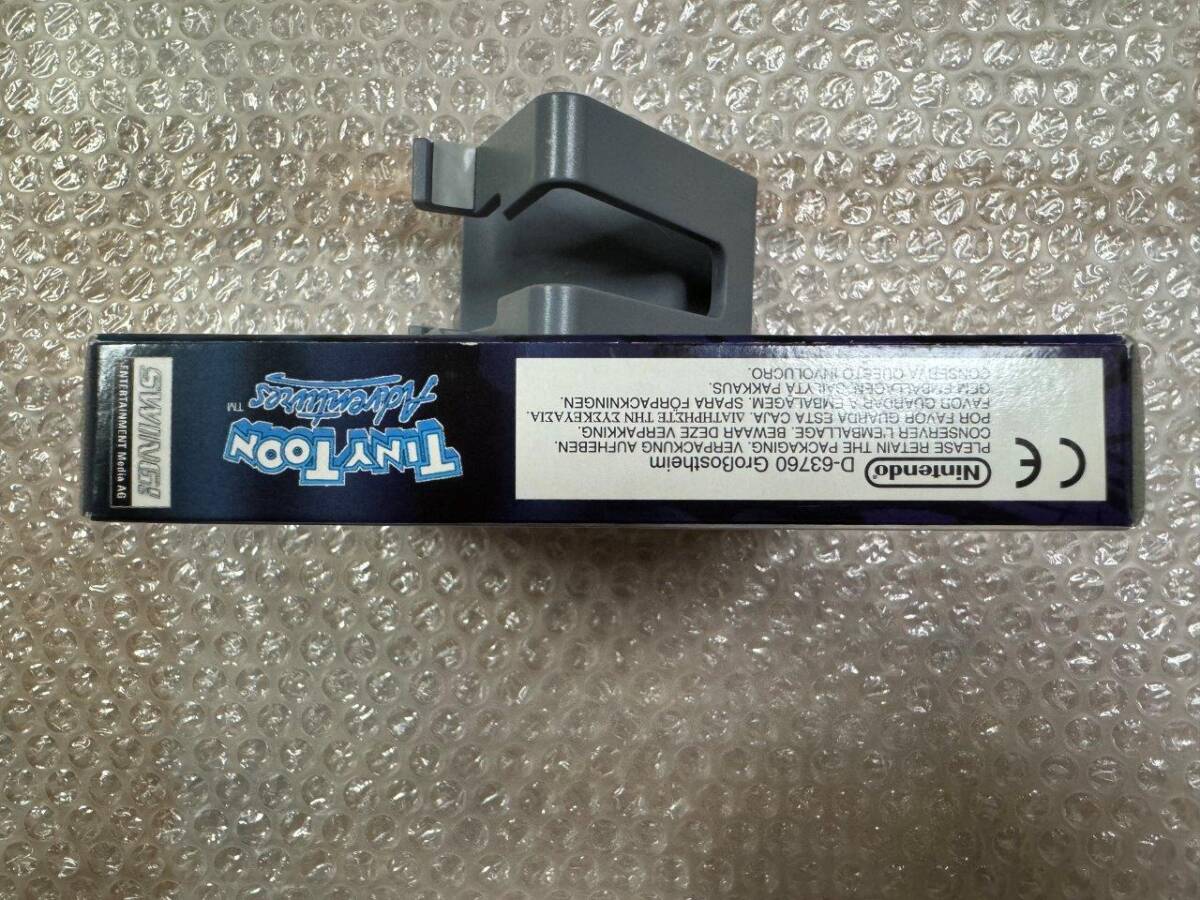 Nintendo
D-63760 Großostheim
PLEASE RETAIN THE PACKAGING. VERPACKUNG AUFHEBEN.
CONSERVER L'EMBALLAGE. BEWAAR DEZE VERPAKKING.
POR FAVOR GUARDA ESTA CAJA. ΔΙΑΤΗΡΗΣΤΕ ΤΗΝ ΣΥΣΚΕΥΑΣΙΑ.
FAVOR GUARDAR A EMBALAGEM. SPARA FÖRPACKNINGEN.
GEM EMBALLAGEN. SÄILYTÄ PAKKAUS.
CONSERVA QUESTO INVOLUCRO.
CE
TINY TOON
Adventures™
SWING!
ENTERTAINMENT Media AG